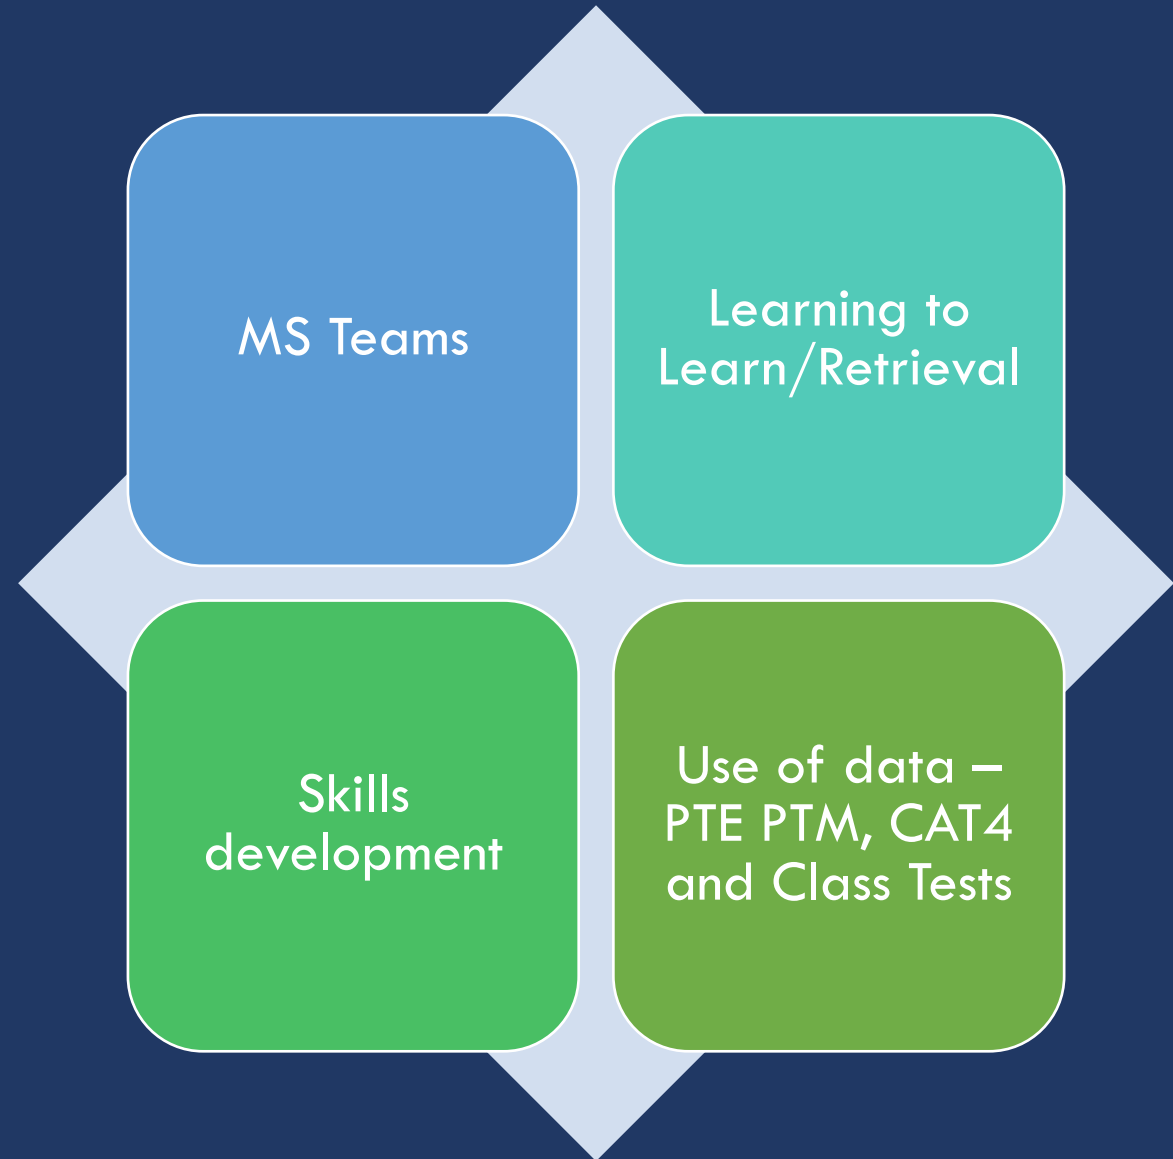 MS Teams
Learning to
Learn/Retrieval
Skills
development
Use of data –
PTE PTM, CAT4
and Class Tests